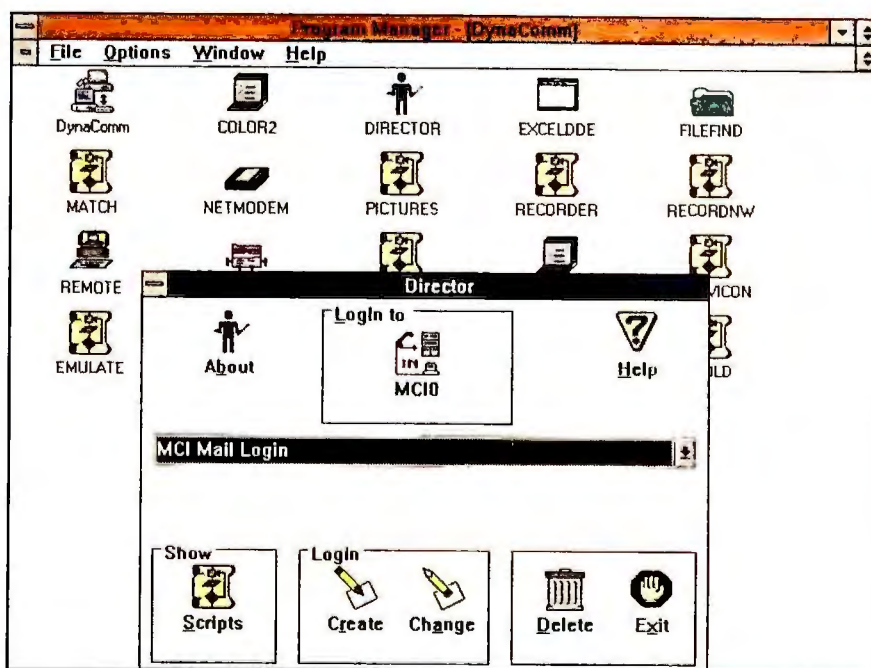 Program Manager - [DynaComm]
File Options Window Help
DynaComm COLOR2 DIRECTOR EXCELDDE FILEFIND
MATCH NETMODEM PICTURES RECORDER RECORDNW
REMOTE
Director
VICON
EMULATE
LD
LogIn to
About
MCI0
Help
MCI Mail Login
Show
LogIn
Scripts
Create Change
Delete Exit